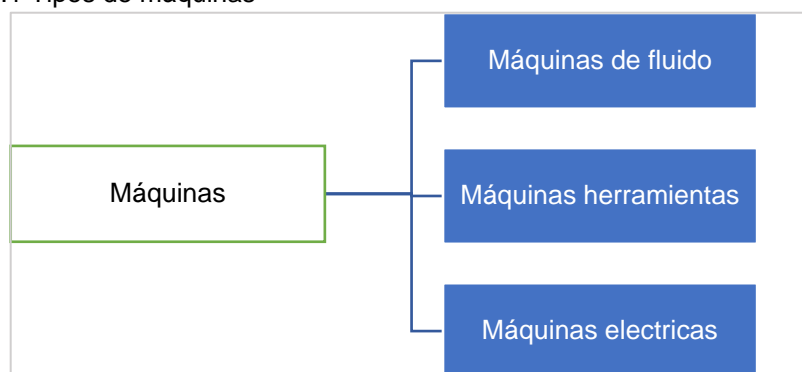 Tipos de máquinas
Máquinas de fluido
Máquinas
Máquinas herramientas
Máquinas electricas